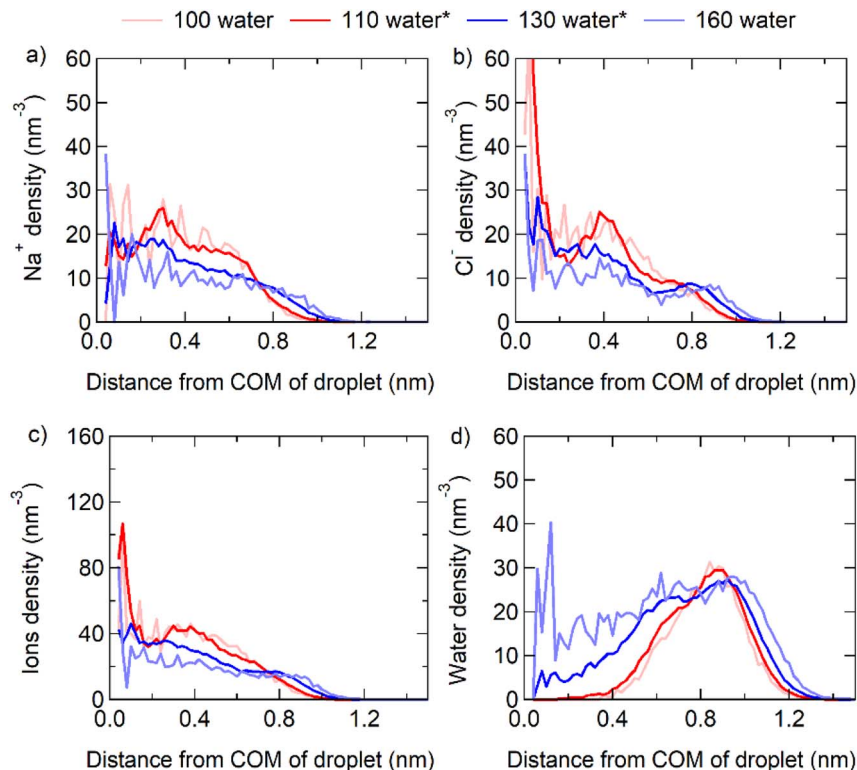 100 water 110 water* 130 water* 160 water
a) b)
60 60
50 50
40 40
30 30
20 20
10 10
0 0
Na⁺ density (nm⁻³) Cl⁻ density (nm⁻³)
0.0 0.4 0.8 1.2 0.0 0.4 0.8 1.2
Distance from COM of droplet (nm) Distance from COM of droplet (nm)
c) d)
160 60
50
120
40
80 30
20
40
10
0 0
Ions density (nm⁻³) Water density (nm⁻³)
0.0 0.4 0.8 1.2 0.0 0.4 0.8 1.2
Distance from COM of droplet (nm) Distance from COM of droplet (nm)